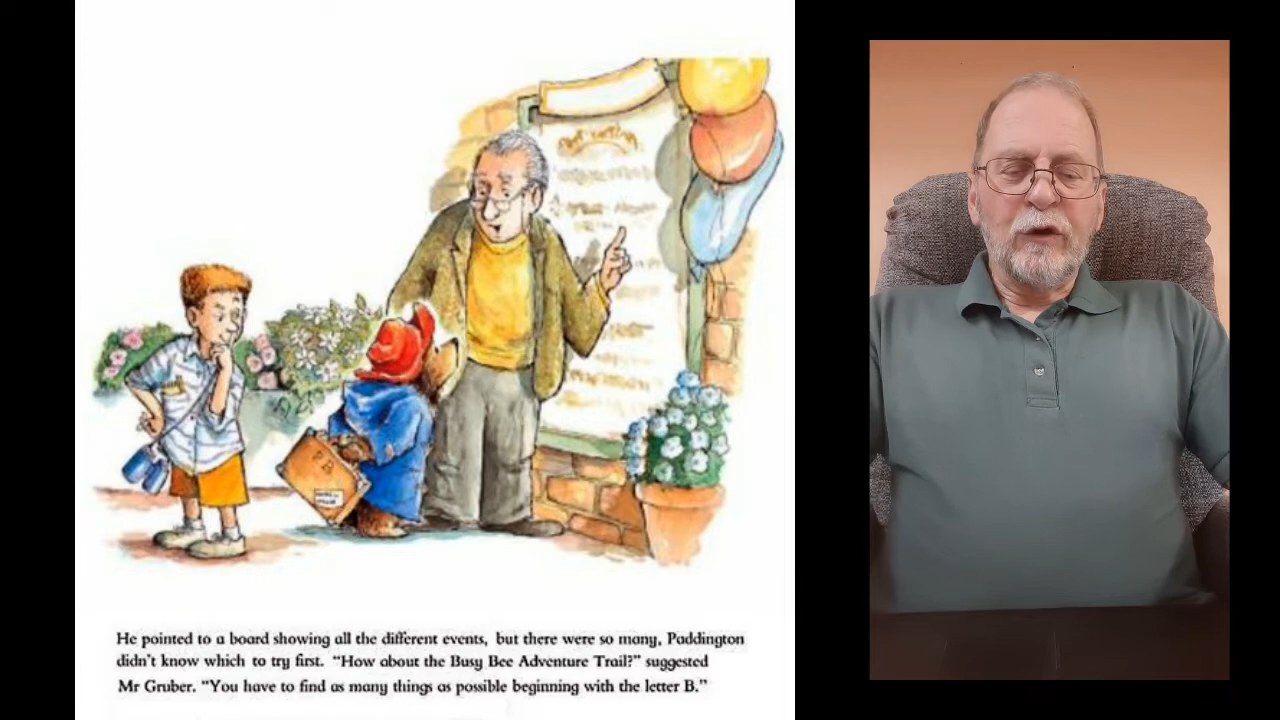 P B
He pointed to a board showing all the different events, but there were so many, Paddington
didn't know which to try first. "How about the Busy Bee Adventure Trail?" suggested
Mr Gruber. "You have to find as many things as possible beginning with the letter B."